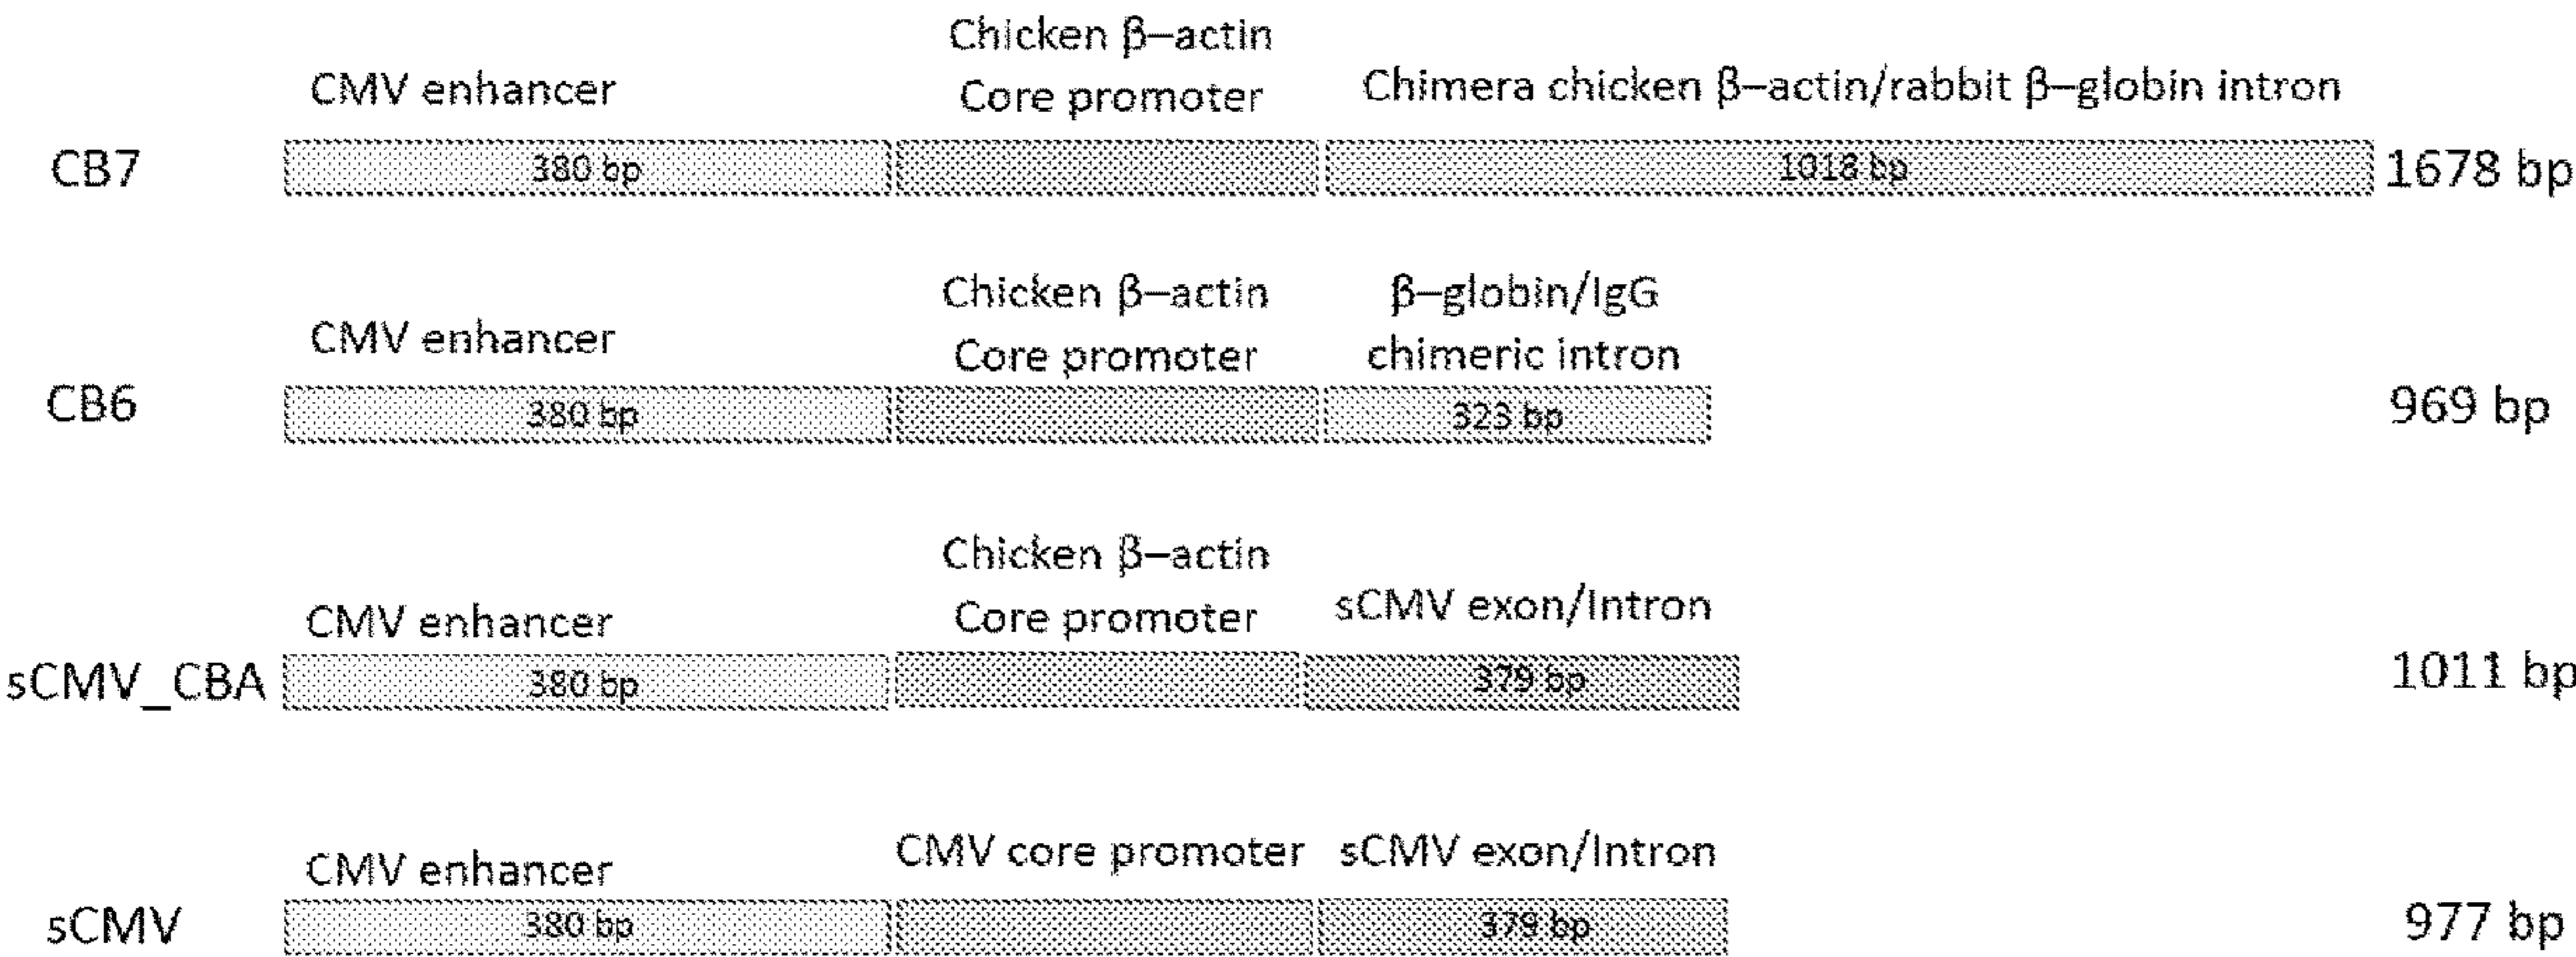 Chicken β–actin
CMV enhancer
Core promoter
Chimera chicken β–actin/rabbit β–globin intron
CB7
380 bp
1018 bp
1678 bp
Chicken β–actin
β–globin/IgG
CMV enhancer
Core promoter
chimeric intron
CB6
380 bp
323 bp
969 bp
Chicken β–actin
CMV enhancer
Core promoter
sCMV exon/Intron
sCMV_CBA
380 bp
379 bp
1011 bp
CMV enhancer
CMV core promoter
sCMV exon/Intron
sCMV
380 bp
379 bp
977 bp